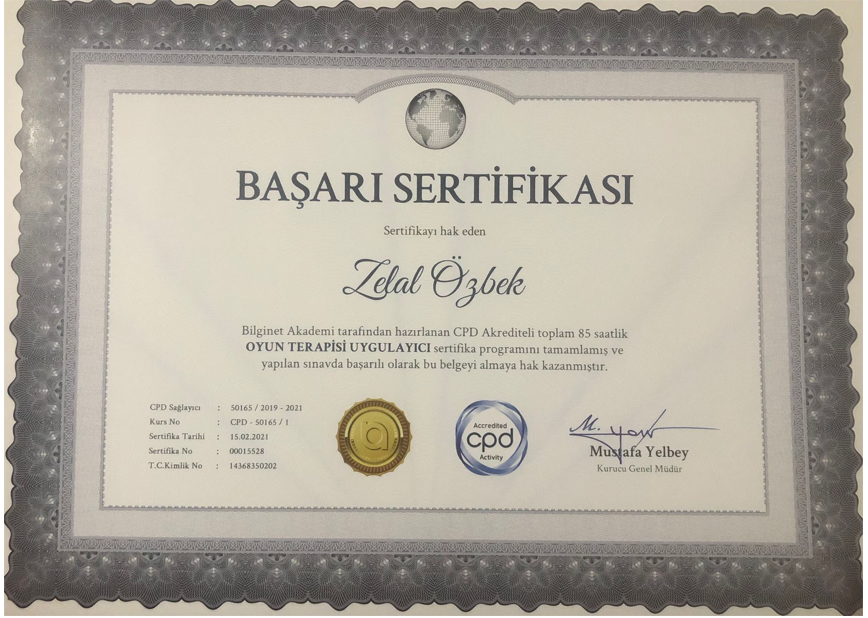 BAŞARI SERTİFİKASI
Sertifikayı hak eden
Zelal Özbek
Bilginet Akademi tarafından hazırlanan CPD Akrediteli toplam 85 saatlik
OYUN TERAPİSİ UYGULAYICI sertifika programını tamamlamış ve
yapılan sınavda başarılı olarak bu belgeyi almaya hak kazanmıştır.
CPD Sağlayıcı : 50165 / 2019 - 2021
Kurs No : CPD - 50165 / 1
Sertifika Tarihi : 15.02.2021
Sertifika No : 00015528
T.C.Kimlik No : 14368350202
Accredited
cpd
Activity
Mustafa Yelbey
Kurucu Genel Müdür